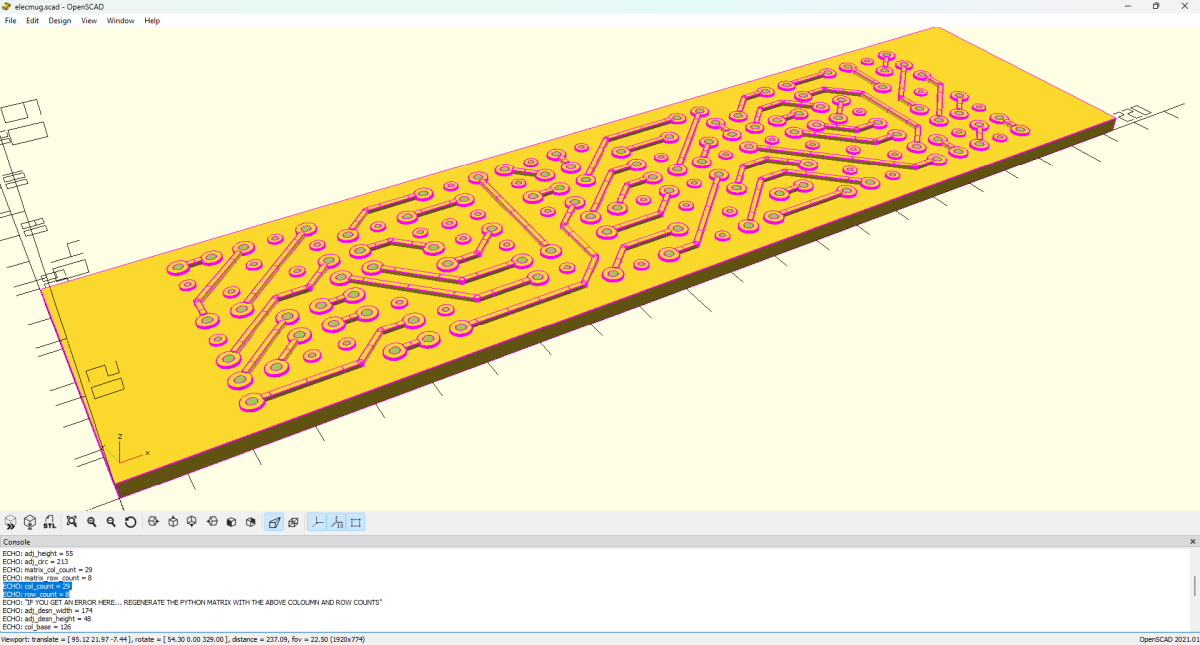 elecmug.scad - OpenSCAD
File Edit Design View Window Help
z
x
STL
10
Console
ECHO: adj_height = 55
ECHO: adj_circ = 213
ECHO: matrix_col_count = 29
ECHO: matrix_row_count = 8
ECHO: col_count = 29
ECHO: row_count = 8
ECHO: "IF YOU GET AN ERROR HERE... REGENERATE THE PYTHON MATRIX WITH THE ABOVE COLOUMN AND ROW COUNTS"
ECHO: adj_desn_width = 174
ECHO: adj_desn_height = 48
ECHO: col_base = 126
Viewport: translate = [ 95.12 21.97 -7.44 ], rotate = [ 54.30 0.00 329.00 ], distance = 237.09, fov = 22.50 (1920x774)
OpenSCAD 2021.01